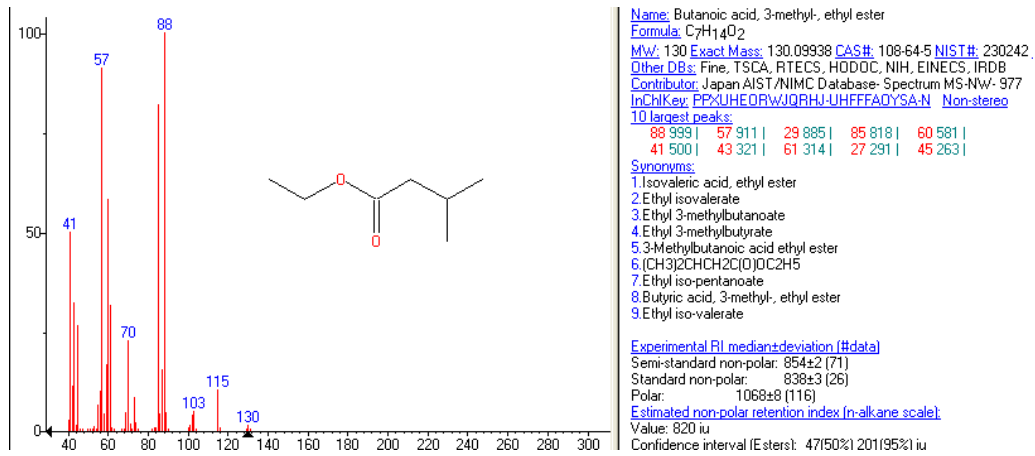 100
50
0
41
57
70
88
103
115
130
40 60 80 100 120 140 160 180 200 220 240 260 280 300
O
O
Name: Butanoic acid, 3-methyl-, ethyl ester
Formula: C7H14O2
MW: 130 Exact Mass: 130.09938 CAS#: 108-64-5 NIST#: 230242
Other DBs: Fine, TSCA, RTECS, HODOC, NIH, EINECS, IRDB
Contributor: Japan AIST/NIMC Database- Spectrum MS-NW- 977
InChIKey: PPXUHEORWJQRHJ-UHFFFAOYSA-N Non-stereo
10 largest peaks:
88 999 | 57 911 | 29 885 | 85 818 | 60 581 |
41 500 | 43 321 | 61 314 | 27 291 | 45 263 |
Synonyms:
1.Isovaleric acid, ethyl ester
2.Ethyl isovalerate
3.Ethyl 3-methylbutanoate
4.Ethyl 3-methylbutyrate
5.3-Methylbutanoic acid ethyl ester
6.(CH3)2CHCH2C(O)OC2H5
7.Ethyl iso-pentanoate
8.Butyric acid, 3-methyl-, ethyl ester
9.Ethyl iso-valerate
Experimental RI median±deviation (#data)
Semi-standard non-polar: 854±2 (71)
Standard non-polar: 838±3 (26)
Polar: 1068±8 (116)
Estimated non-polar retention index (n-alkane scale):
Value: 820 iu
Confidence interval (Esters): 47(50%) 201(95%) iu